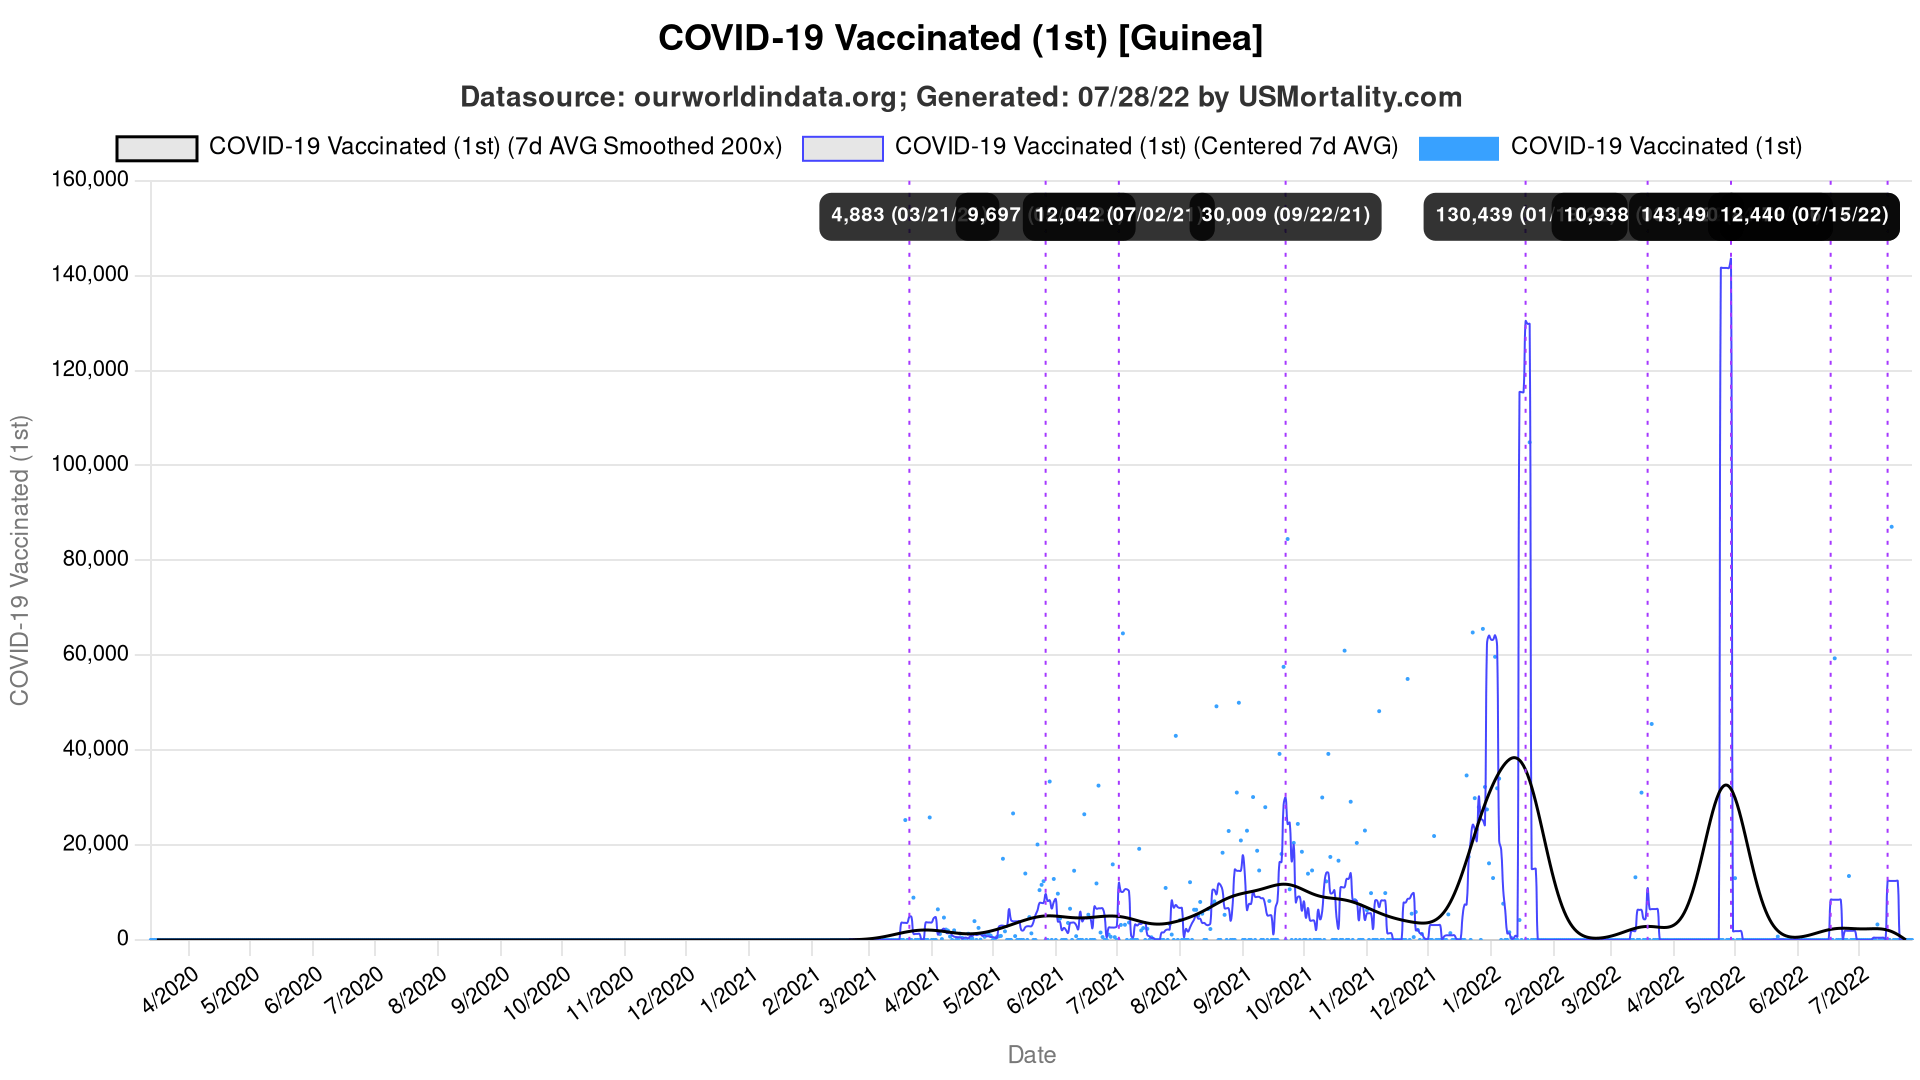 COVID-19 Vaccinated (1st) [Guinea]
Datasource: ourworldindata.org; Generated: 07/28/22 by USMortality.com
COVID-19 Vaccinated (1st) (7d AVG Smoothed 200x) COVID-19 Vaccinated (1st) (Centered 7d AVG) COVID-19 Vaccinated (1st)
160,000
4,883 (03/21/ 9,697 12,042 (07/02/21) 30,009 (09/22/21) 130,439 (01/ 10,938 143,49 12,440 (07/15/22)
140,000
120,000
100,000
80,000
60,000
40,000
20,000
0
COVID-19 Vaccinated (1st)
4/2020 5/2020 6/2020 7/2020 8/2020 9/2020 10/2020 11/2020 12/2020 1/2021 2/2021 3/2021 4/2021 5/2021 6/2021 7/2021 8/2021 9/2021 10/2021 11/2021 12/2021 1/2022 2/2022 3/2022 4/2022 5/2022 6/2022 7/2022
Date